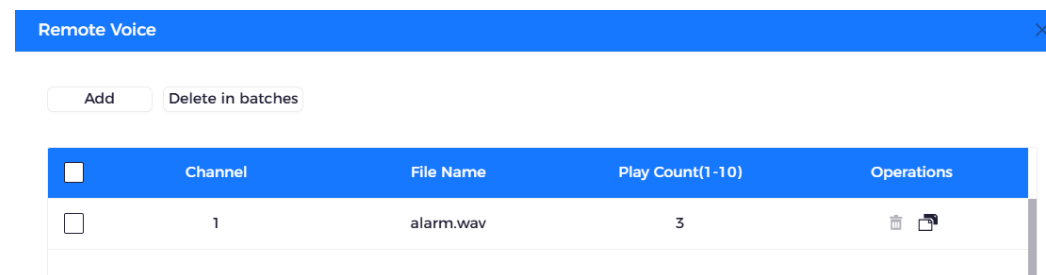 Remote Voice
Add Delete in batches
Channel File Name Play Count(1-10) Operations
1 alarm.wav 3